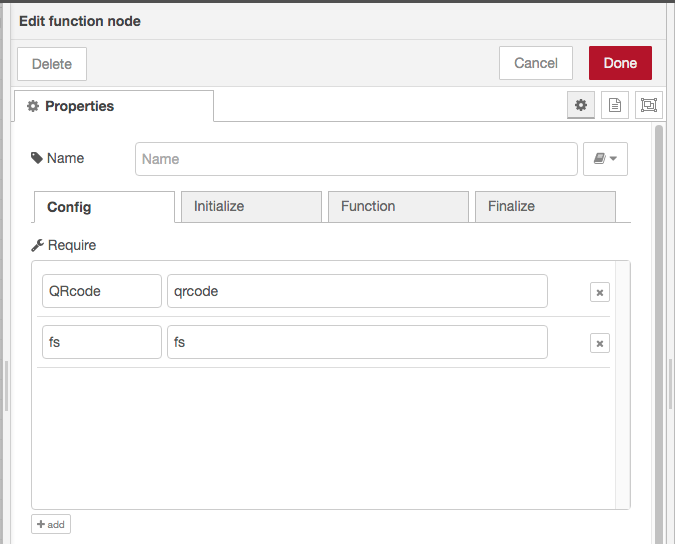 Edit function node
Delete
Cancel
Done
Properties
Name
Name
Config
Initialize
Function
Finalize
Require
QRcode
qrcode
fs
fs
add